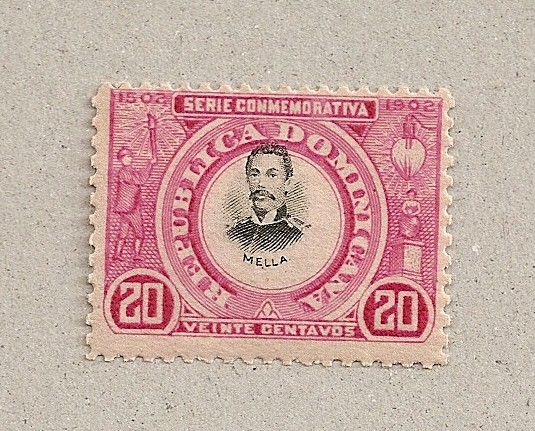 1502 1902
SERIE CONMEMORATIVA
REPUBLICA DOMINICANA
MELLA
20 20
VEINTE CENTAVOS